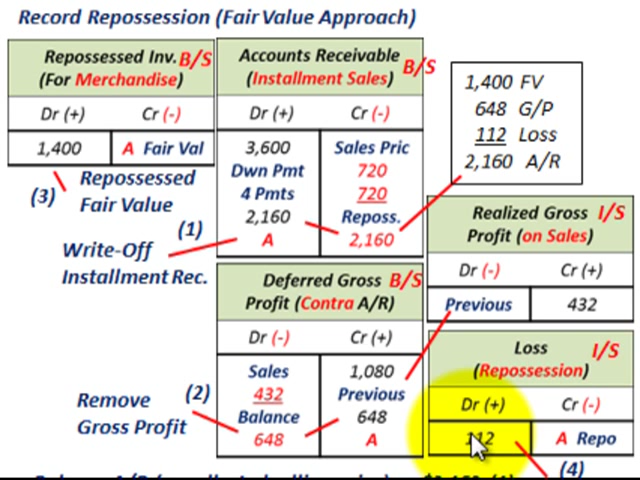 Record Repossession (Fair Value Approach)
Repossessed Inv. B/S
(For Merchandise)
Dr (+) Cr (-)
1,400 A Fair Val
(3) Repossessed
Fair Value
Accounts Receivable B/S
(Installment Sales)
Dr (+) Cr (-)
3,600 Sales Pric
Dwn Pmt 720
4 Pmts 720
2,160 Reposs.
A 2,160
(1)
Write-Off
Installment Rec.
1,400 FV
648 G/P
112 Loss
2,160 A/R
Realized Gross I/S
Profit (on Sales)
Dr (-) Cr (+)
Previous 432
Deferred Gross B/S
Profit (Contra A/R)
Dr (-) Cr (+)
Sales 1,080
432 Previous
Balance 648
648 A
(2)
Remove
Gross Profit
Loss I/S
(Repossession)
Dr (+) Cr (-)
112 A Repo
(4)